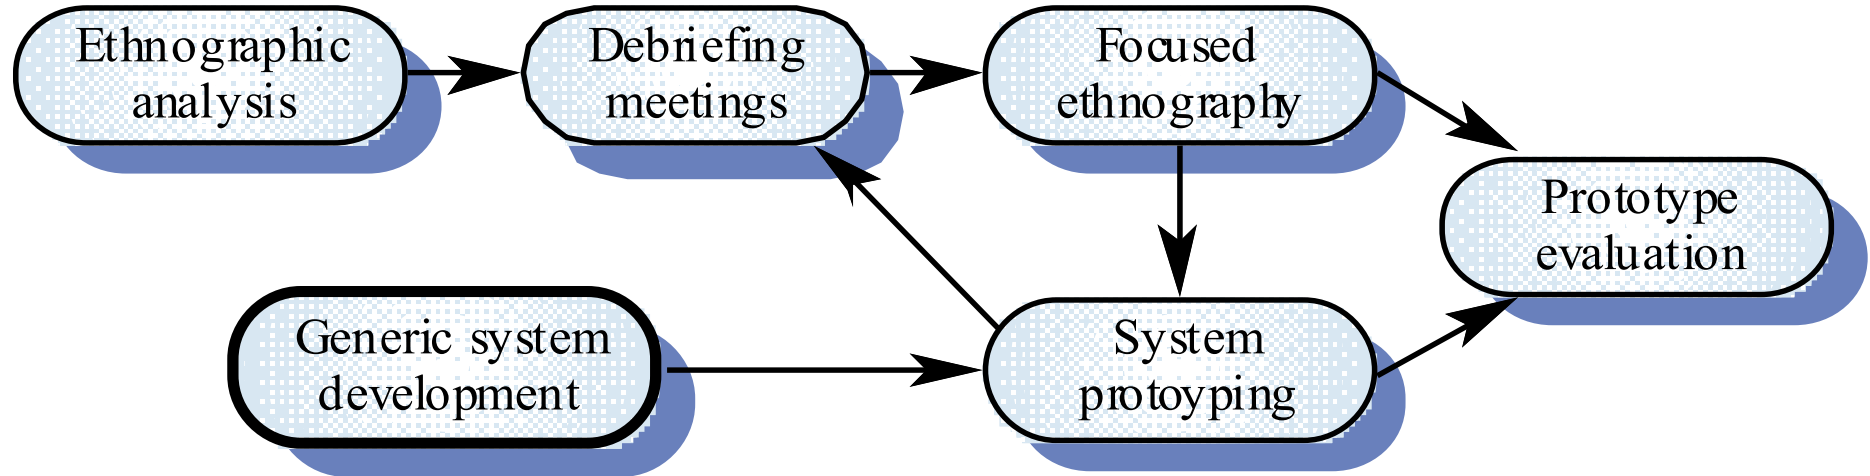 Ethnographic
analysis
Debriefing
meetings
Focused
ethnography
Prototype
evaluation
Generic system
development
System
protoyping